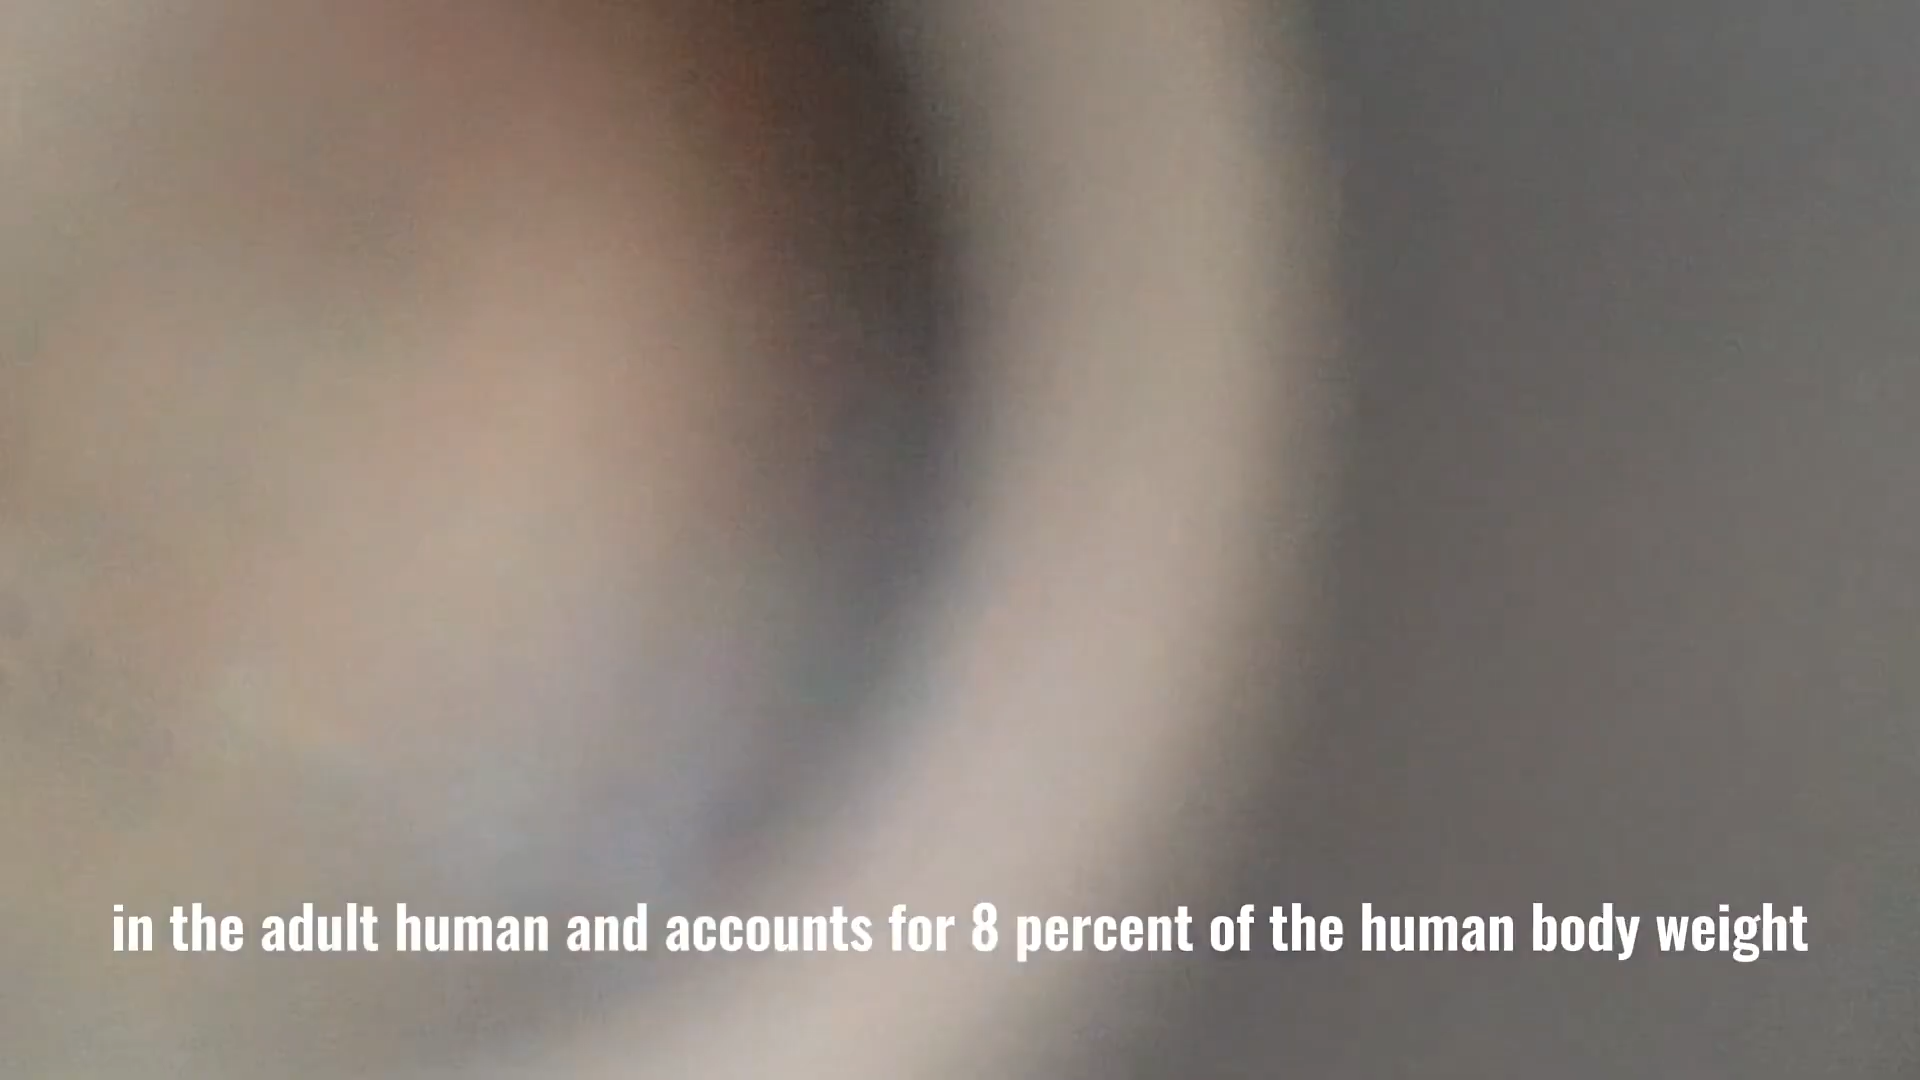 in the adult human and accounts for 8 percent of the human body weight